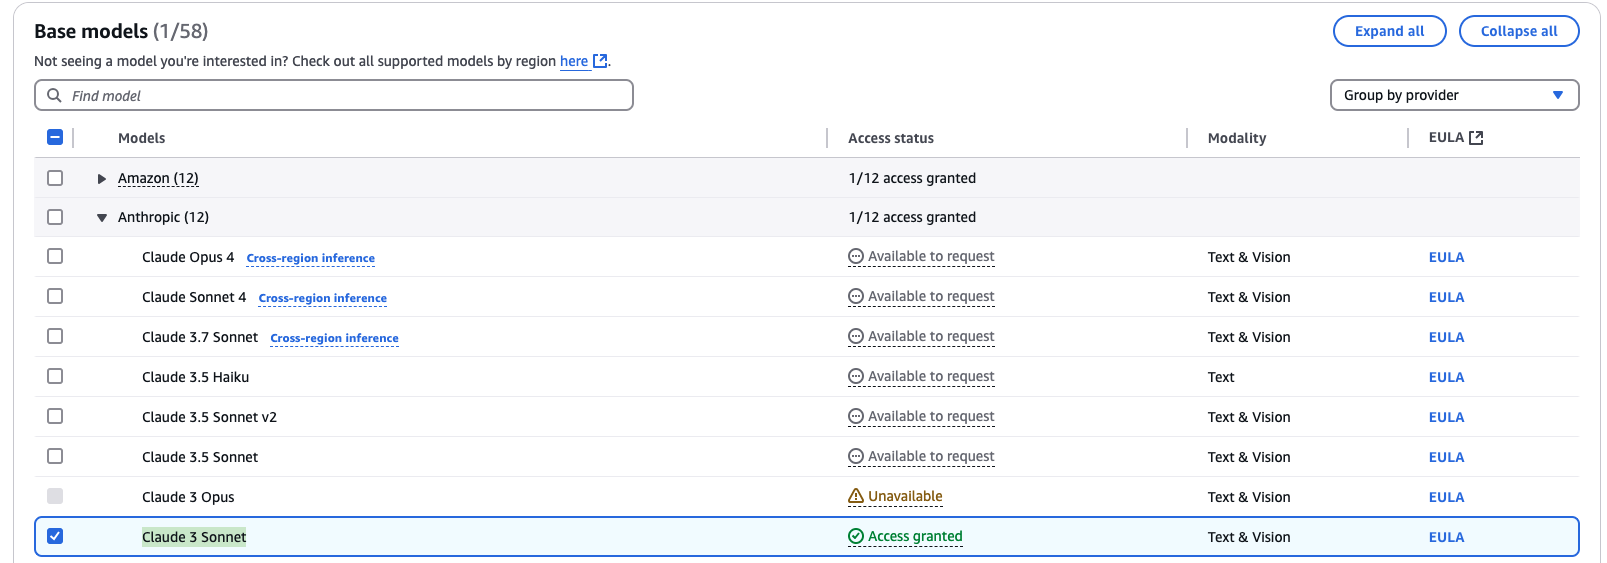 Base models (1/58)
Expand all
Collapse all
Not seeing a model you're interested in? Check out all supported models by region here.
Find model
Group by provider
Models Access status Modality EULA
Amazon (12) 1/12 access granted
Anthropic (12) 1/12 access granted
Claude Opus 4 Cross-region inference Available to request Text & Vision EULA
Claude Sonnet 4 Cross-region inference Available to request Text & Vision EULA
Claude 3.7 Sonnet Cross-region inference Available to request Text & Vision EULA
Claude 3.5 Haiku Available to request Text EULA
Claude 3.5 Sonnet v2 Available to request Text & Vision EULA
Claude 3.5 Sonnet Available to request Text & Vision EULA
Claude 3 Opus Unavailable Text & Vision EULA
Claude 3 Sonnet Access granted Text & Vision EULA